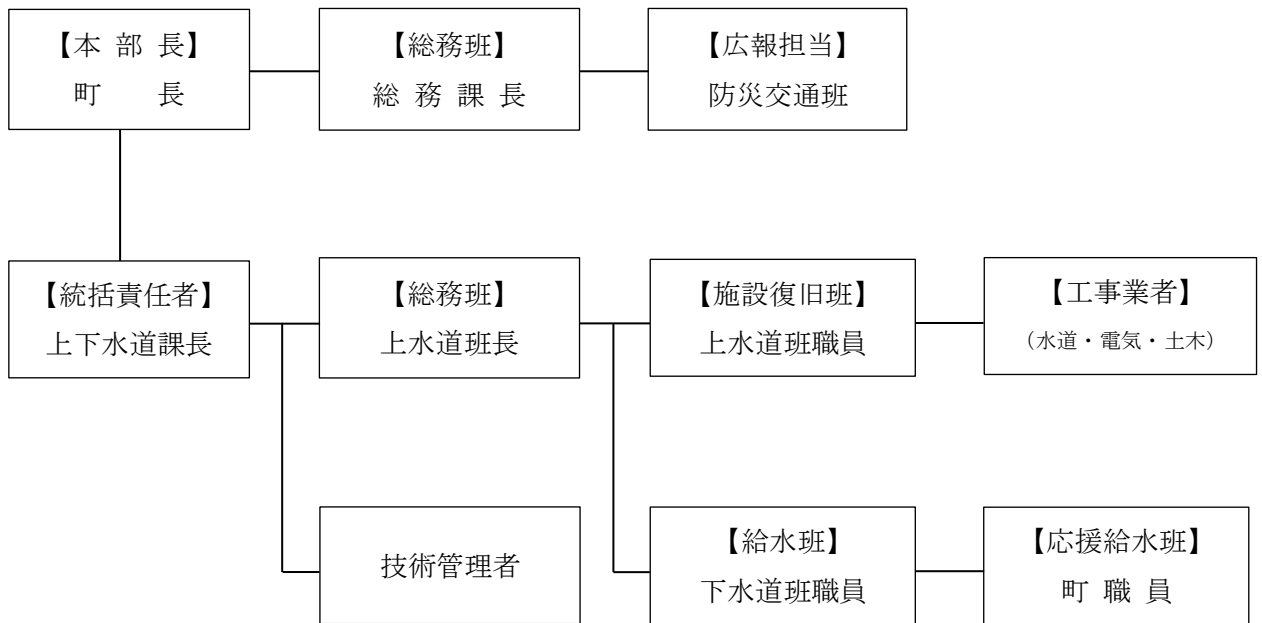 【本 部 長】
町　　長
【総務班】
総 務 課 長
【広報担当】
防災交通班
【統括責任者】
上下水道課長
【総務班】
上水道班長
【施設復旧班】
上水道班職員
【工事業者】
（水道・電気・土木）
技術管理者
【給水班】
下水道班職員
【応援給水班】
町 職 員